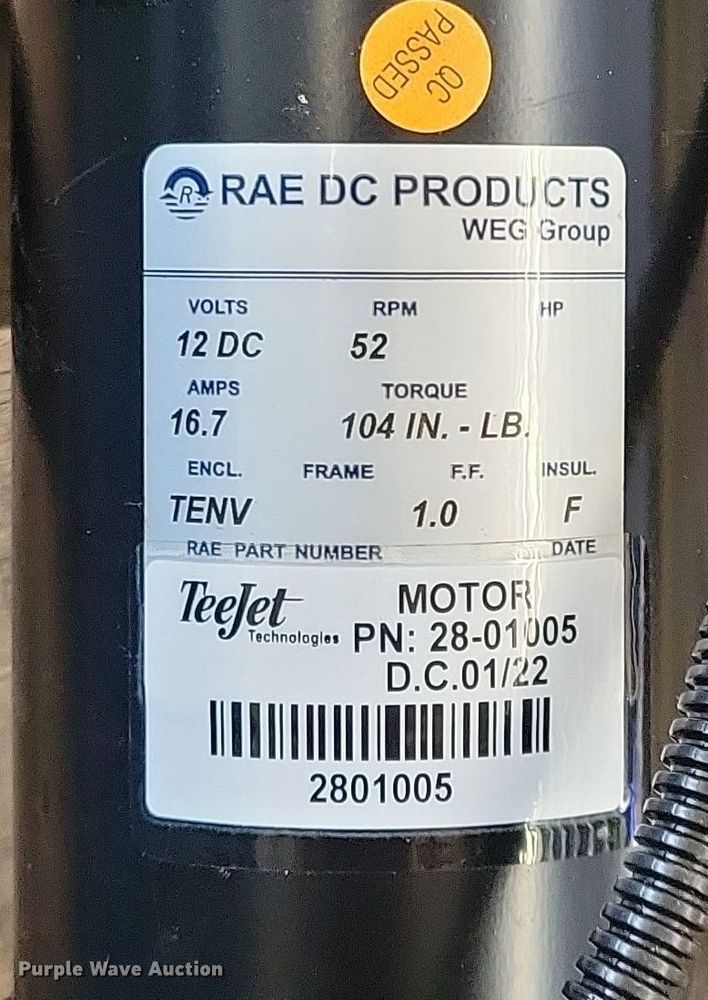 QC
PASSED
R RAE DC PRODUCTS
WEG Group
VOLTS RPM HP
12 DC 52
AMPS TORQUE
16.7 104 IN. - LB.
ENCL. FRAME F.F. INSUL.
TENV 1.0 F
RAE PART NUMBER DATE
TeeJet Technologies
MOTOR
PN: 28-01005
D.C.01/22
2801005
Purple Wave Auction